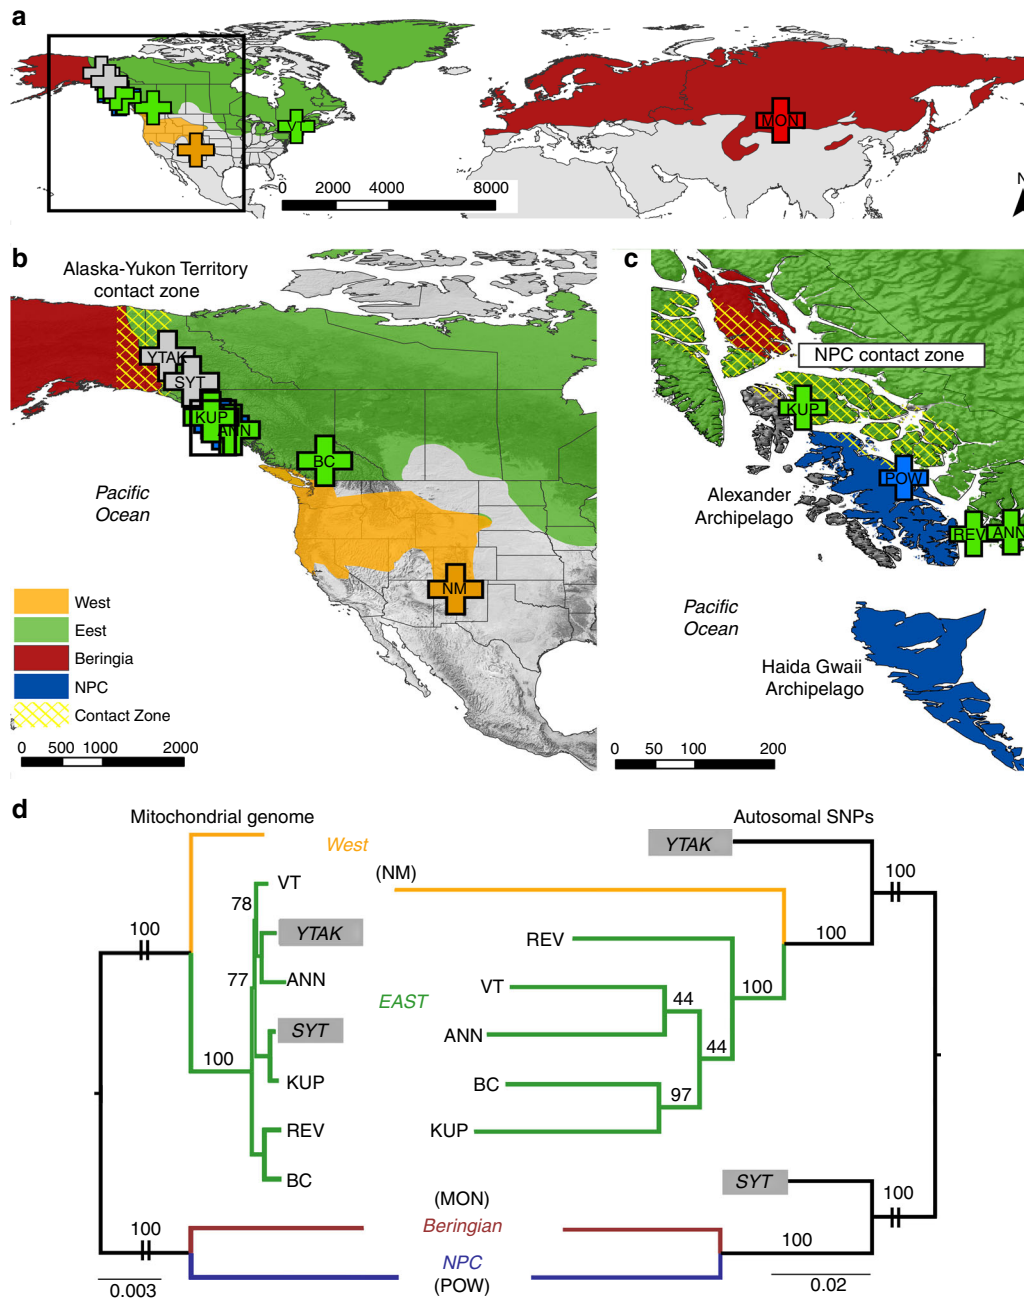 a
MON
VT
0 2000 4000 8000
N
b
Alaska-Yukon Territory
contact zone
YTAK
SYT
KUP
ANN
BC
Pacific
Ocean
NM
West
Eest
Beringia
NPC
Contact Zone
0 500 1000 2000
c
NPC contact zone
KUP
POW
Alexander
Archipelago
REV
ANN
Pacific
Ocean
Haida Gwaii
Archipelago
0 50 100 200
d
Mitochondrial genome
Autosomal SNPs
West
(NM)
YTAK
100
VT
78
100
YTAK
REV
100
77
ANN
EAST
VT
44
100
SYT
ANN
44
100
KUP
BC
97
REV
KUP
BC
SYT
(MON)
100
100
Beringian
100
NPC
(POW)
0.003
0.02